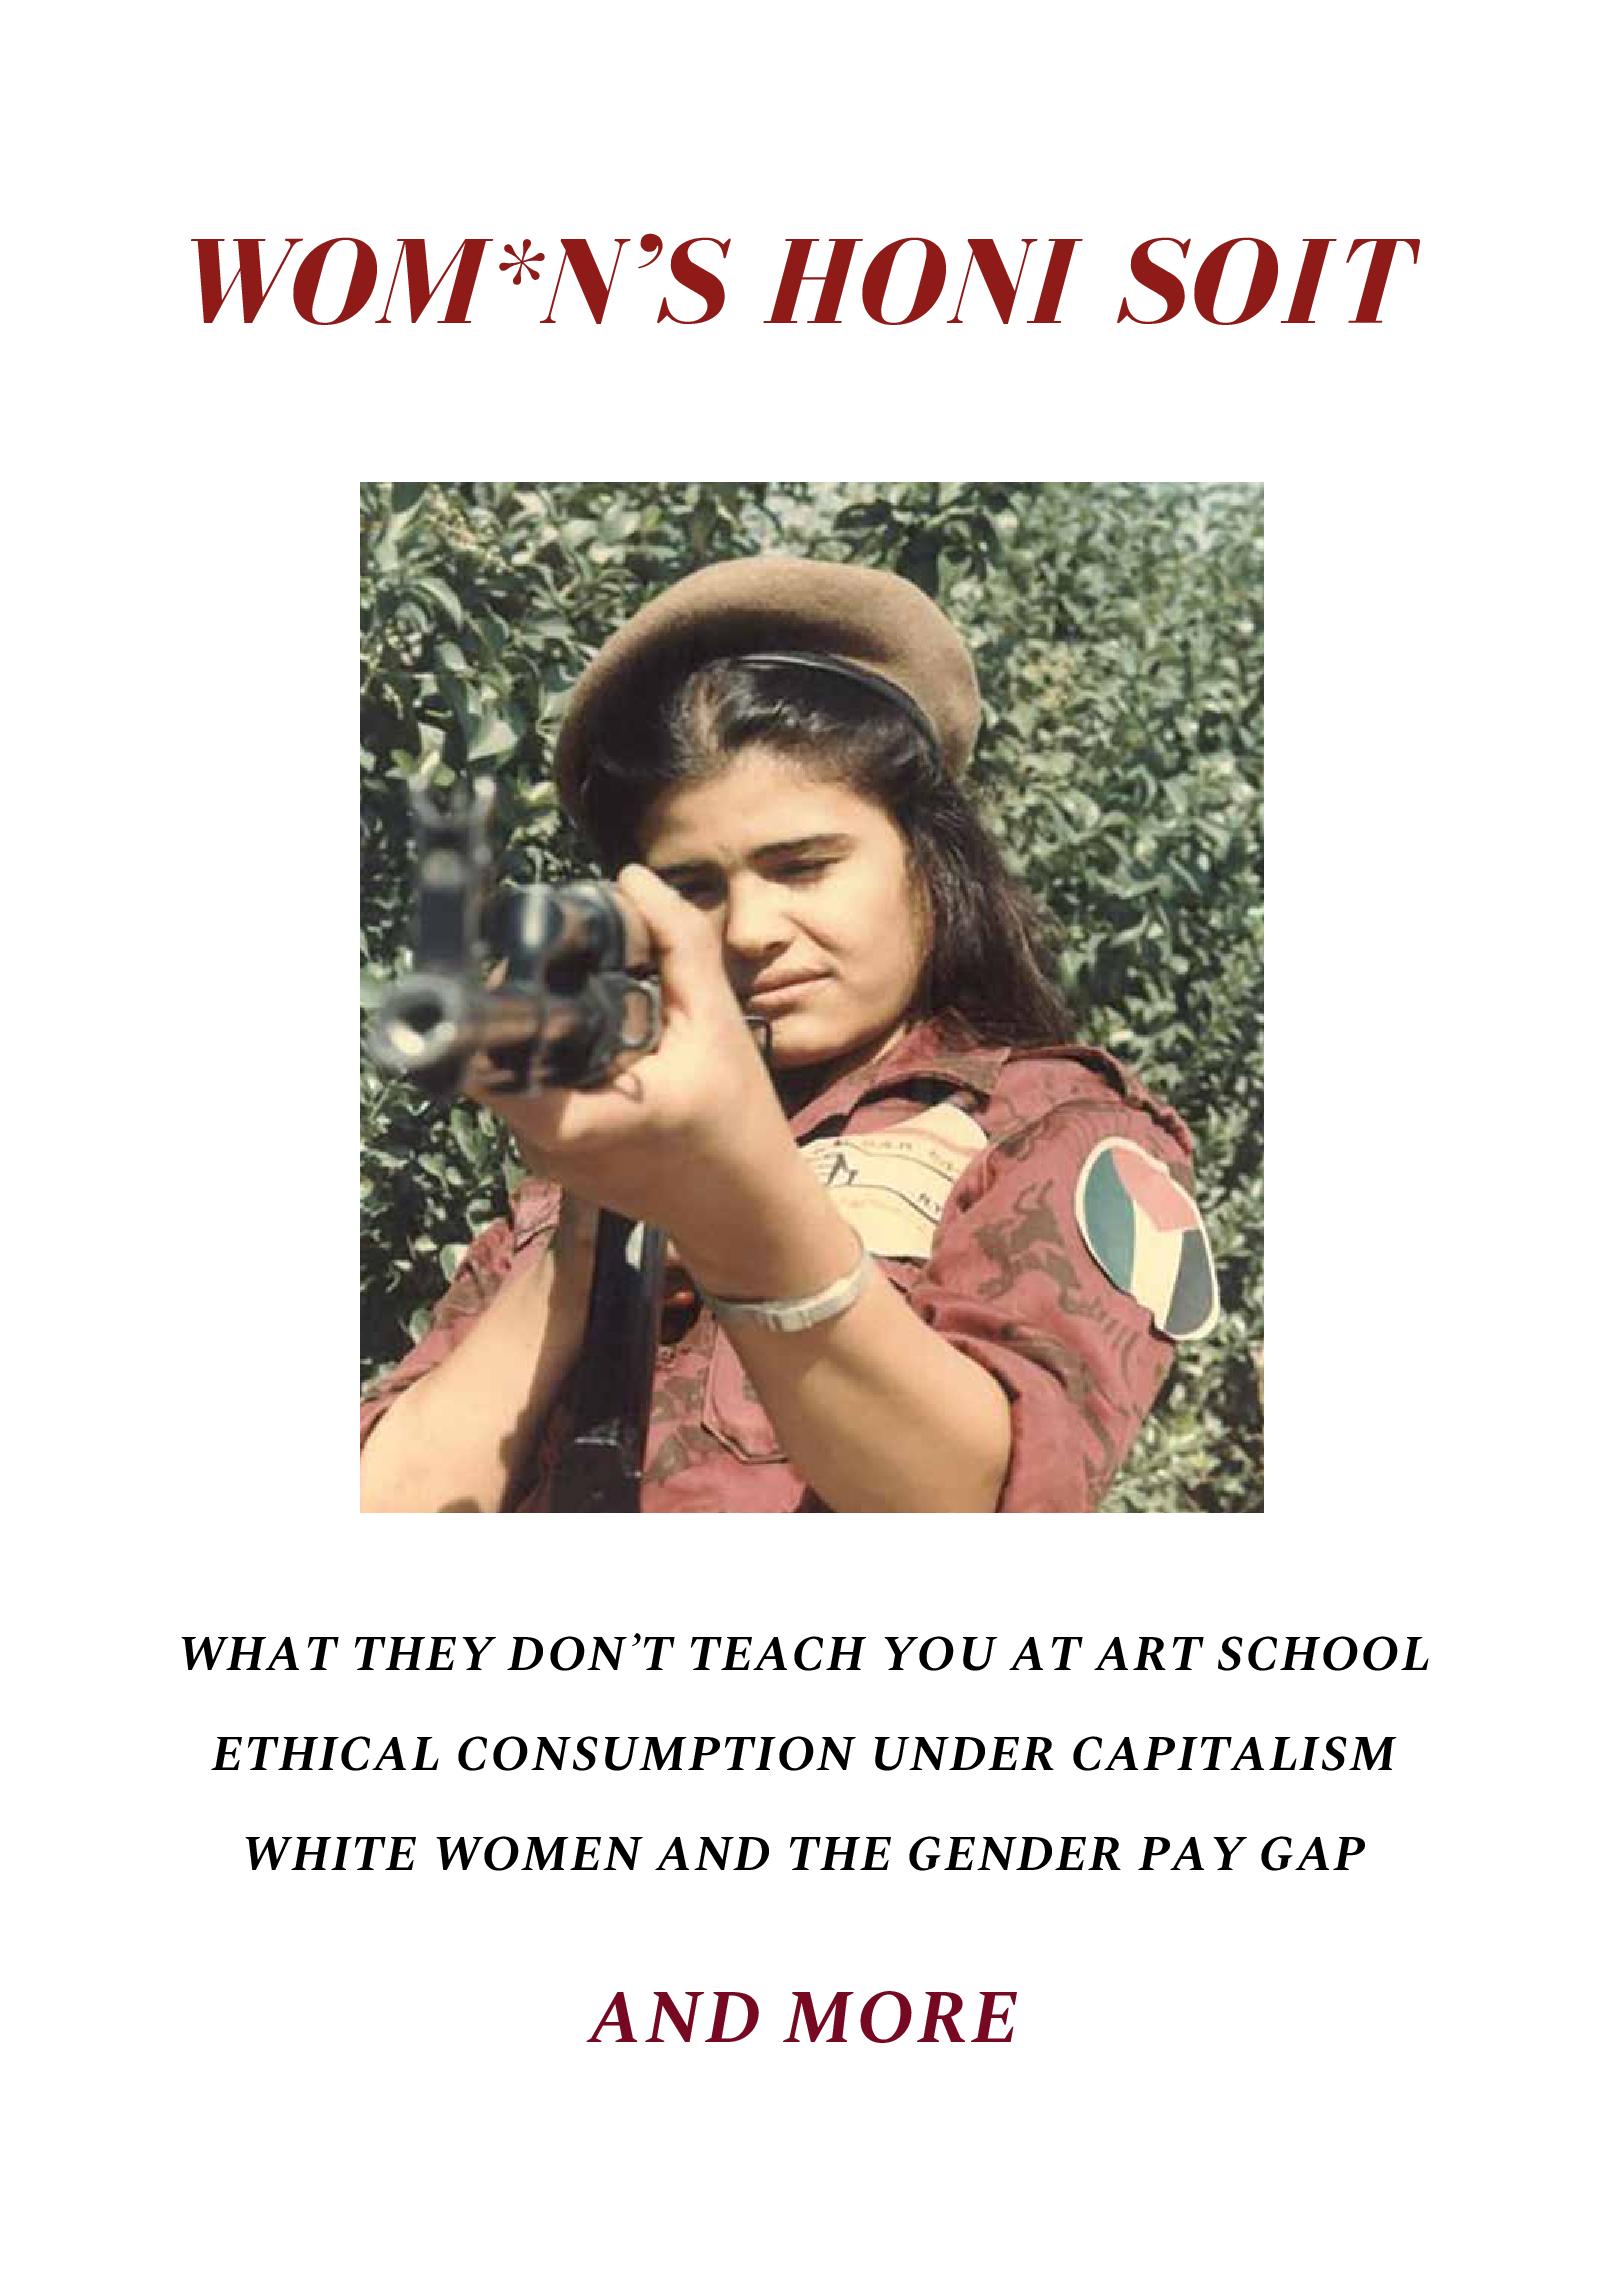 WOM*N’S HONI SOIT
WHAT THEY DON’T TEACH YOU AT ART SCHOOL
ETHICAL CONSUMPTION UNDER CAPITALISM
WHITE WOMEN AND THE GENDER PAY GAP
AND MORE